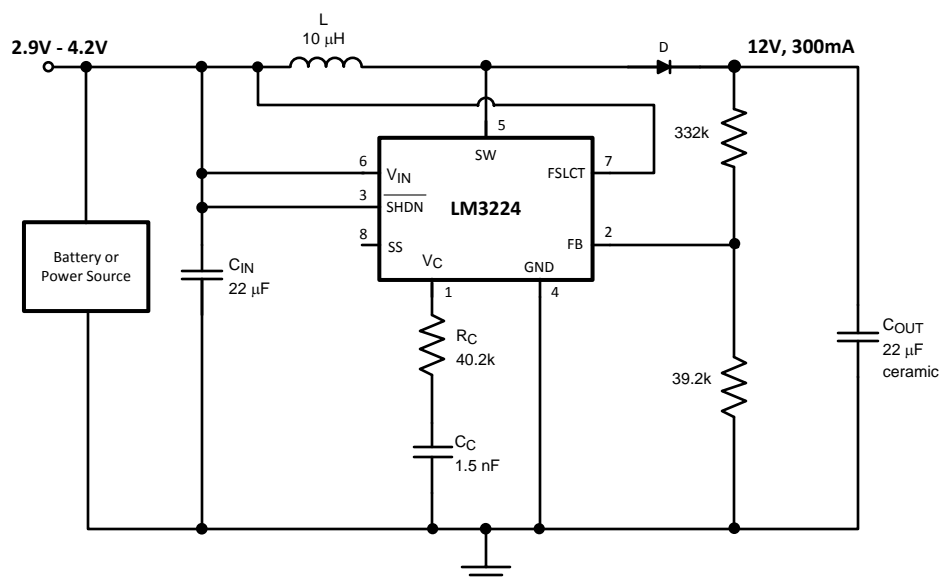 L
10 μH
2.9V - 4.2V
D
12V, 300mA
5
SW
332k
6
VIN
7
FSLCT
3
SHDN
LM3224
8
SS
2
FB
VC
GND
1
4
Battery or
Power Source
CIN
22 μF
RC
40.2k
COUT
22 μF
ceramic
39.2k
CC
1.5 nF